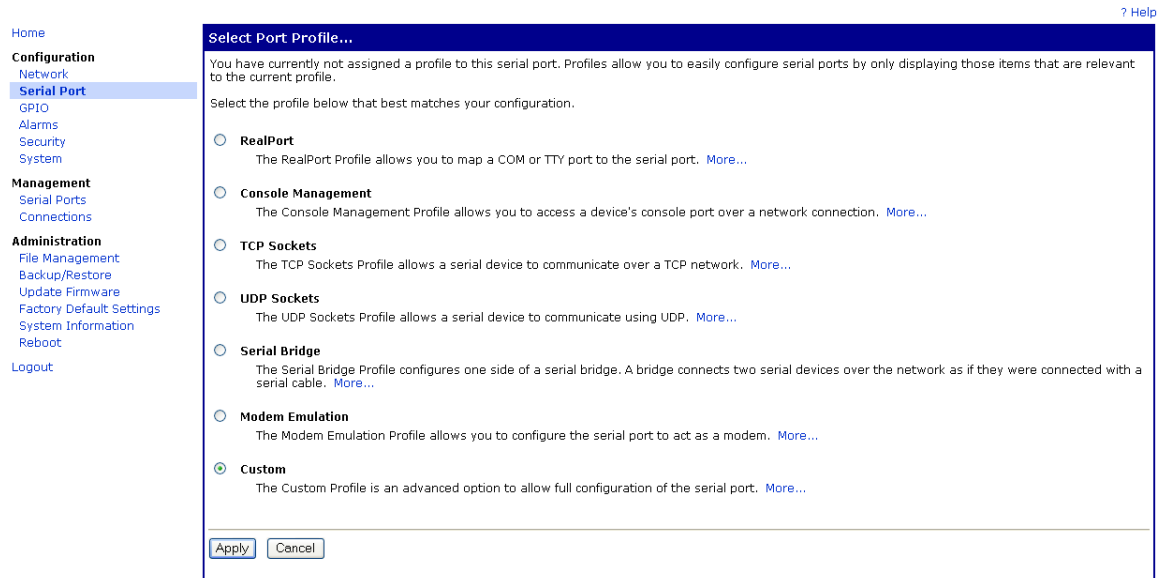 ? Help
Home
Configuration
Network
Serial Port
GPIO
Alarms
Security
System
Management
Serial Ports
Connections
Administration
File Management
Backup/Restore
Update Firmware
Factory Default Settings
System Information
Reboot
Logout
Select Port Profile...
You have currently not assigned a profile to this serial port. Profiles allow you to easily configure serial ports by only displaying those items that are relevant
to the current profile.
Select the profile below that best matches your configuration.
RealPort
The RealPort Profile allows you to map a COM or TTY port to the serial port. More...
Console Management
The Console Management Profile allows you to access a device's console port over a network connection. More...
TCP Sockets
The TCP Sockets Profile allows a serial device to communicate over a TCP network. More...
UDP Sockets
The UDP Sockets Profile allows a serial device to communicate using UDP. More...
Serial Bridge
The Serial Bridge Profile configures one side of a serial bridge. A bridge connects two serial devices over the network as if they were connected with a
serial cable. More...
Modem Emulation
The Modem Emulation Profile allows you to configure the serial port to act as a modem. More...
Custom
The Custom Profile is an advanced option to allow full configuration of the serial port. More...
Apply Cancel